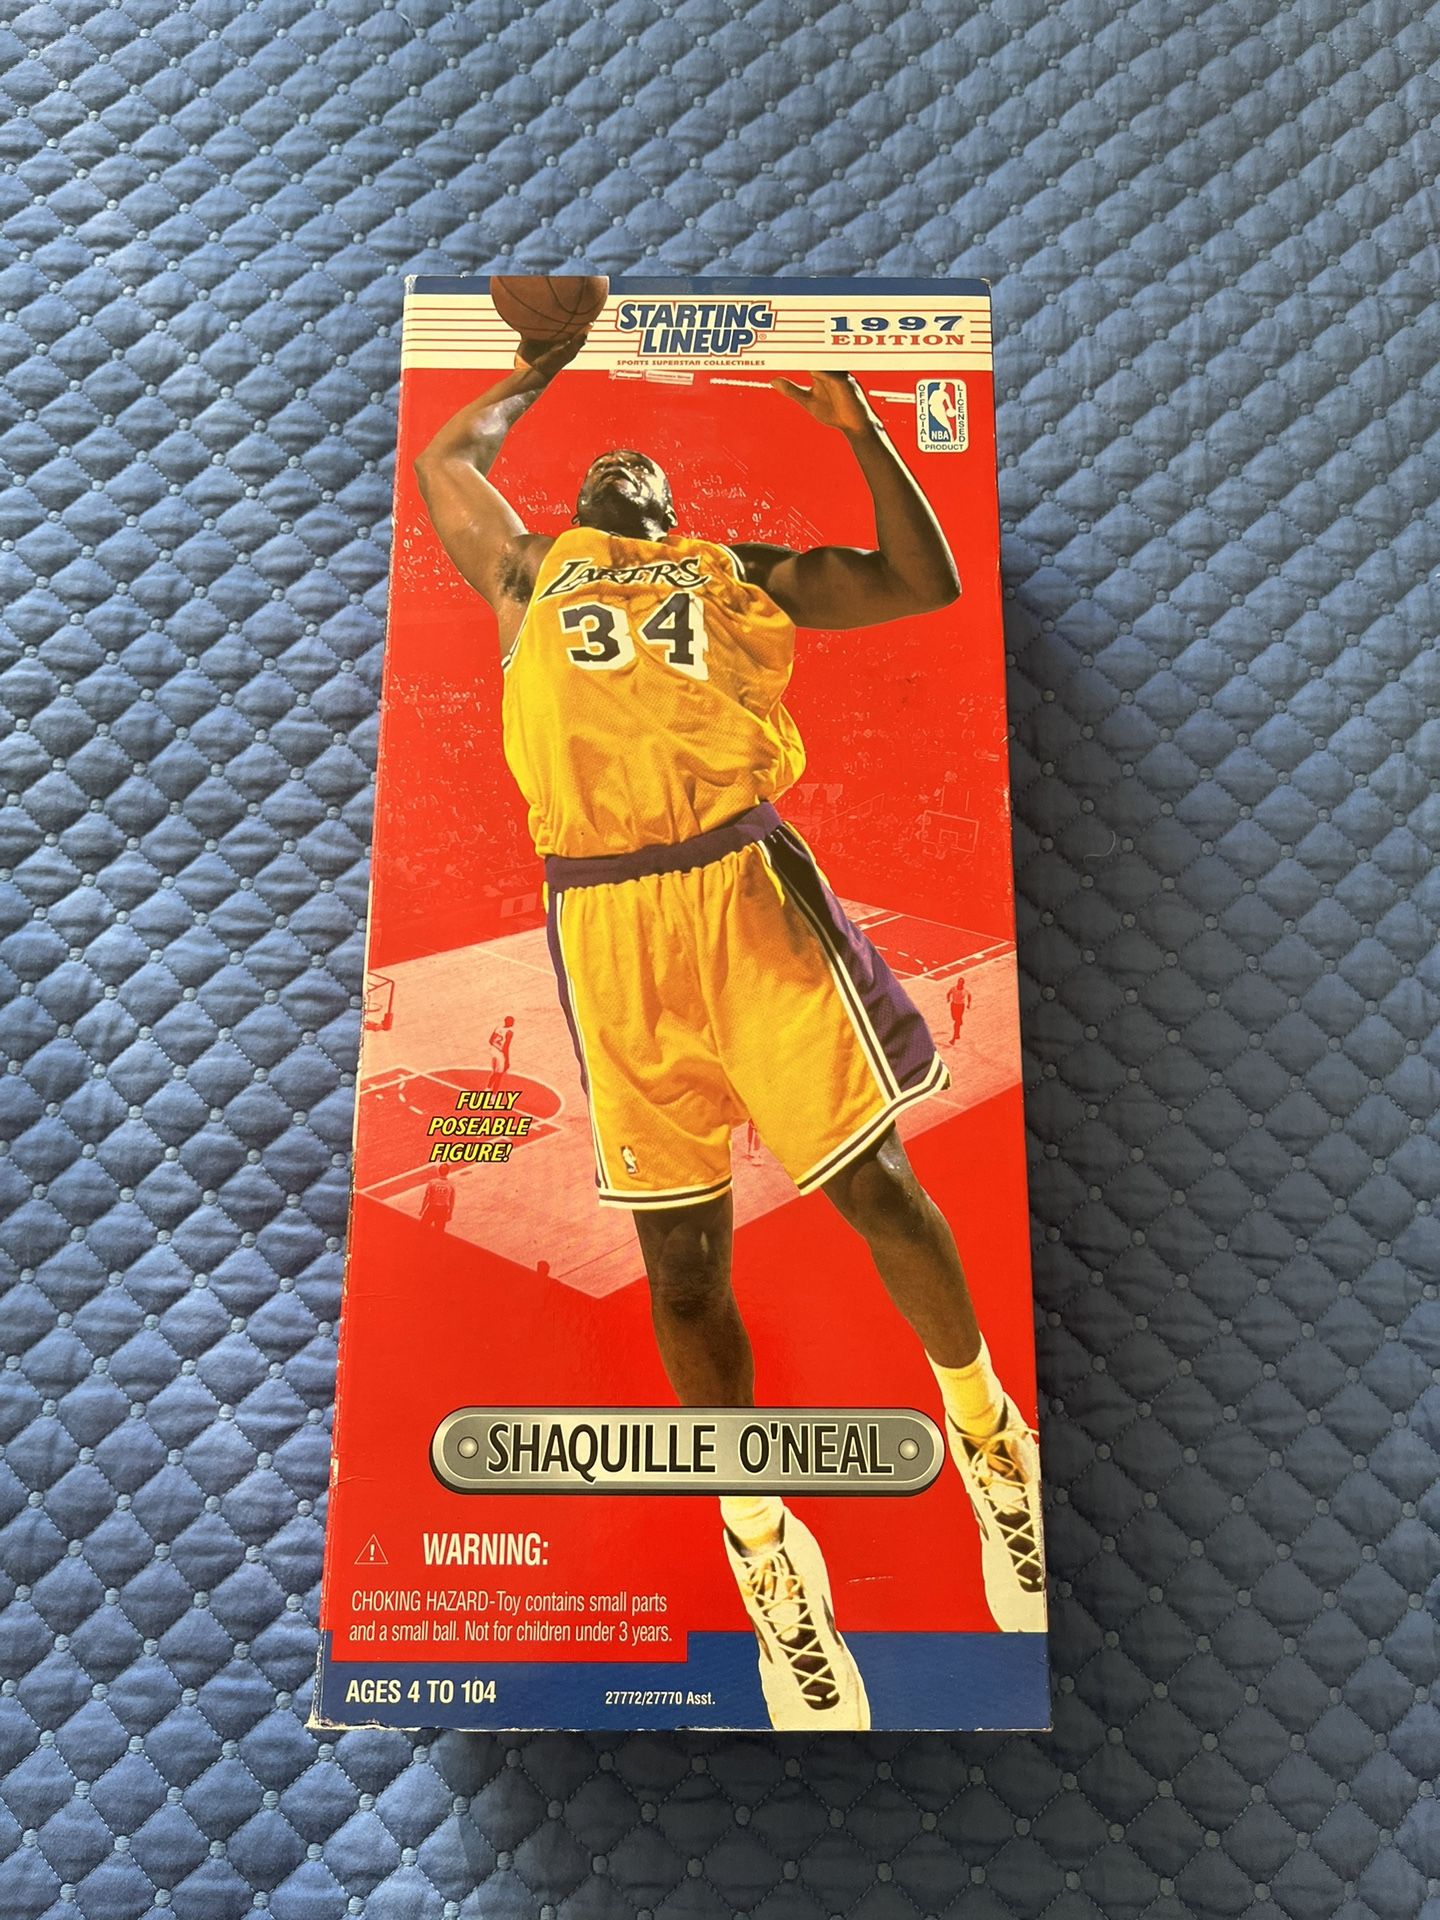 STARTING
LINEUP®
SPORTS SUPERSTAR COLLECTIBLES
1997
EDITION
OFFICIAL
LICENSED
NBA
PRODUCT
LAKERS
34
FULLY
POSEABLE
FIGURE!
SHAQUILLE O'NEAL
WARNING:
CHOKING HAZARD-Toy contains small parts
and a small ball. Not for children under 3 years.
AGES 4 TO 104
27772/27770 Asst.